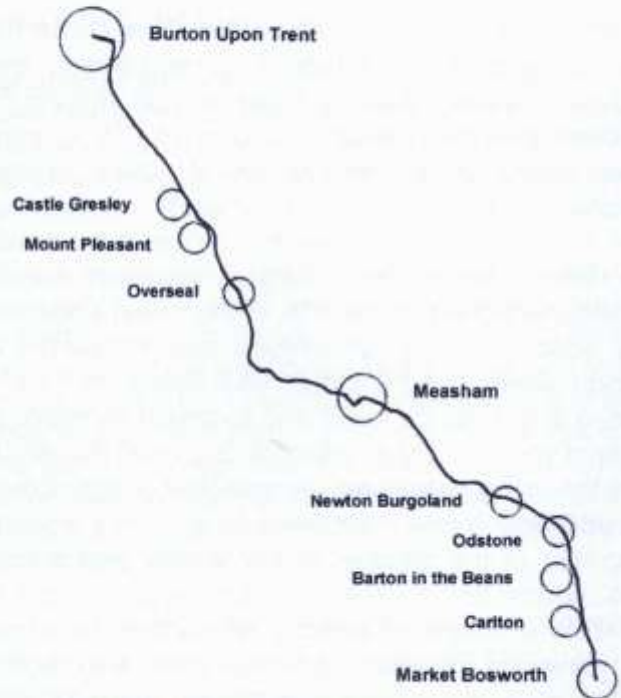 Burton Upon Trent
Castle Gresley
Mount Pleasant
Overseal
Measham
Newton Burgoland
Odstone
Barton in the Beans
Carlton
Market Bosworth